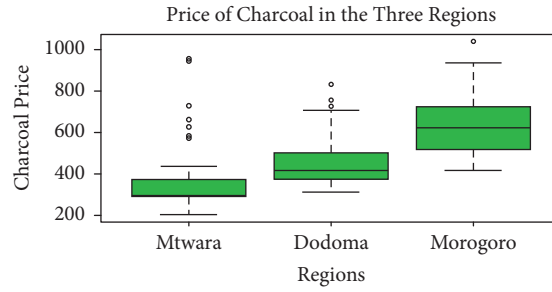 Price of Charcoal in the Three Regions
Charcoal Price
1000
800
600
400
200
Mtwara Dodoma Morogoro
Regions